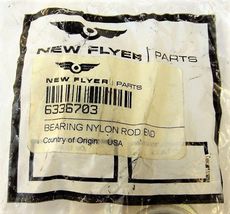 NEW FLYER | PARTS
NEW FLYER | PARTS
6336703
BEARING NYLON ROD END
Country of Origin: USA